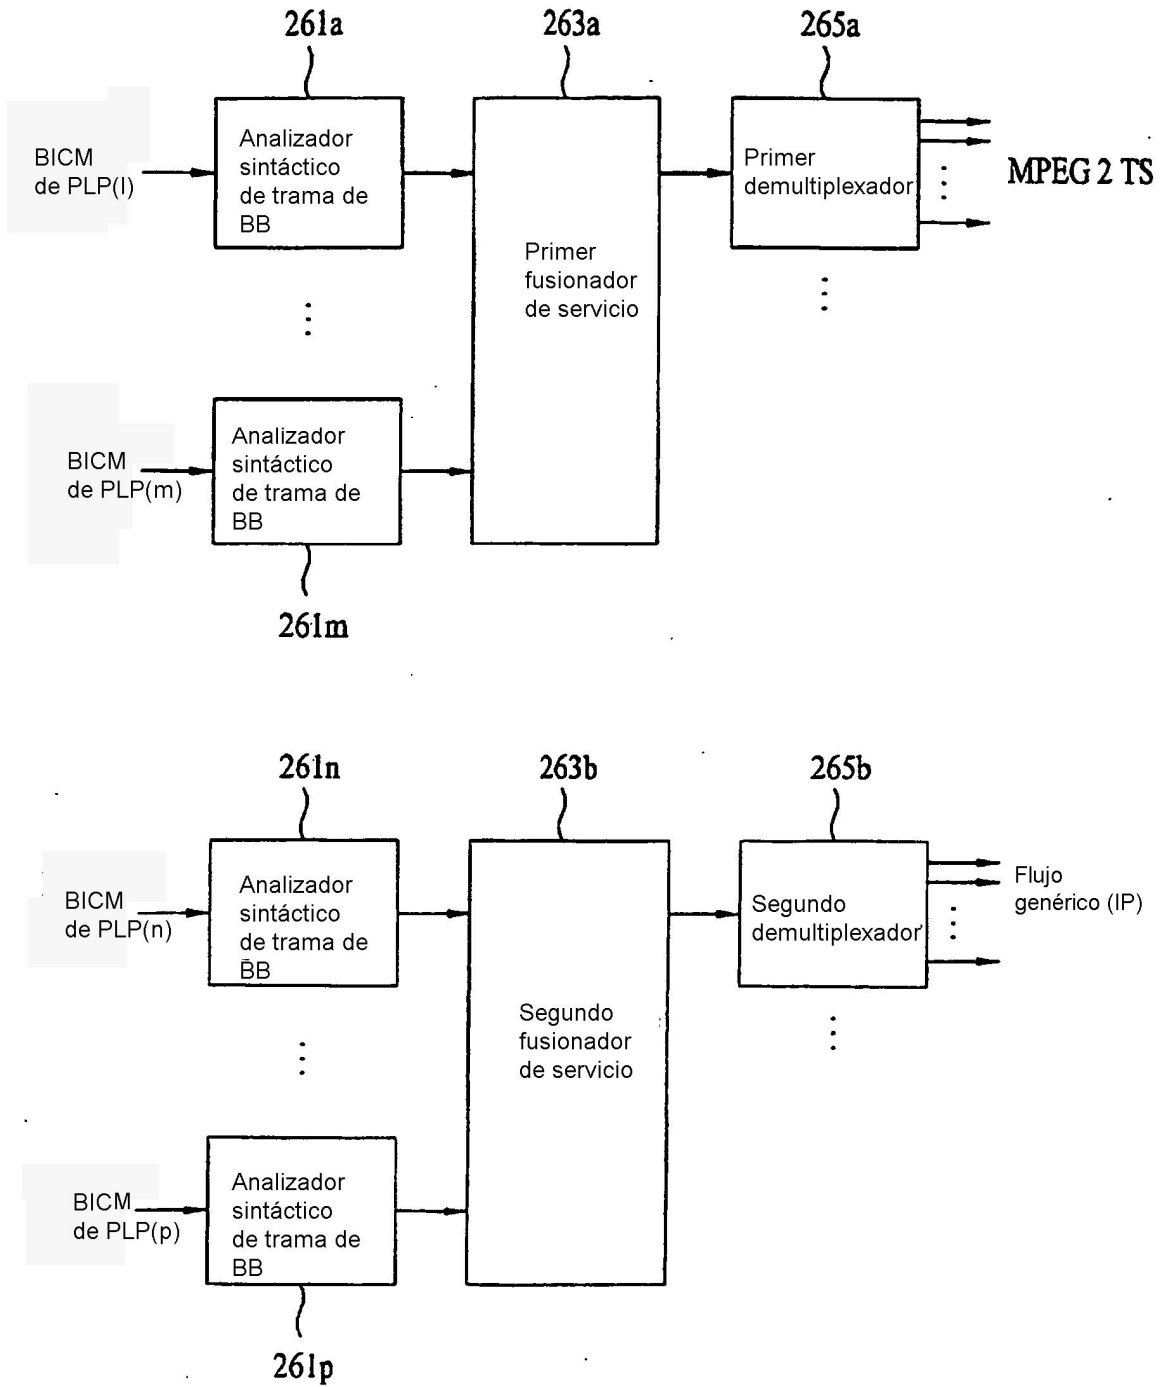 261a
263a
265a
BICM
de PLP(l)
Analizador
sintáctico
de trama de
BB
Primer
fusionador
de servicio
Primer
demultiplexador
MPEG 2 TS
BICM
de PLP(m)
Analizador
sintáctico
de trama de
BB
261m
261n
263b
265b
BICM
de PLP(n)
Analizador
sintáctico
de trama de
BB
Segundo
fusionador
de servicio
Segundo
demultiplexador
Flujo
genérico (IP)
BICM
de PLP(p)
Analizador
sintáctico
de trama de
BB
261p